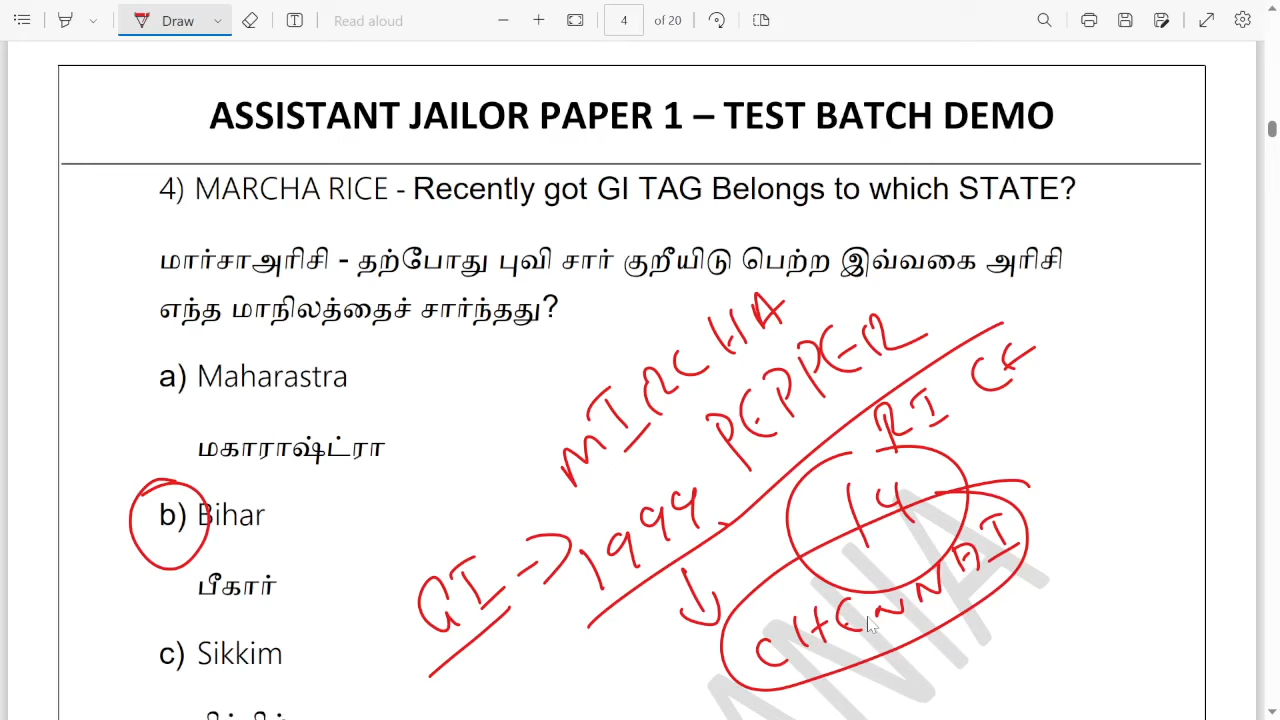 Draw
Read aloud
4
of 20
ASSISTANT JAILOR PAPER 1 – TEST BATCH DEMO
4) MARCHA RICE - Recently got GI TAG Belongs to which STATE?
மார்சாஅரிசி - தற்போது புவி சார் குறீயிடு பெற்ற இவ்வகை அரிசி
எந்த மாநிலத்தைச் சார்ந்தது?
a) Maharastra
மகாராஷ்ட்ரா
b) Bihar
பீகார்
c) Sikkim
MIRCHA
PEPPER
RICE
14
GI → 1999
CHENNAI